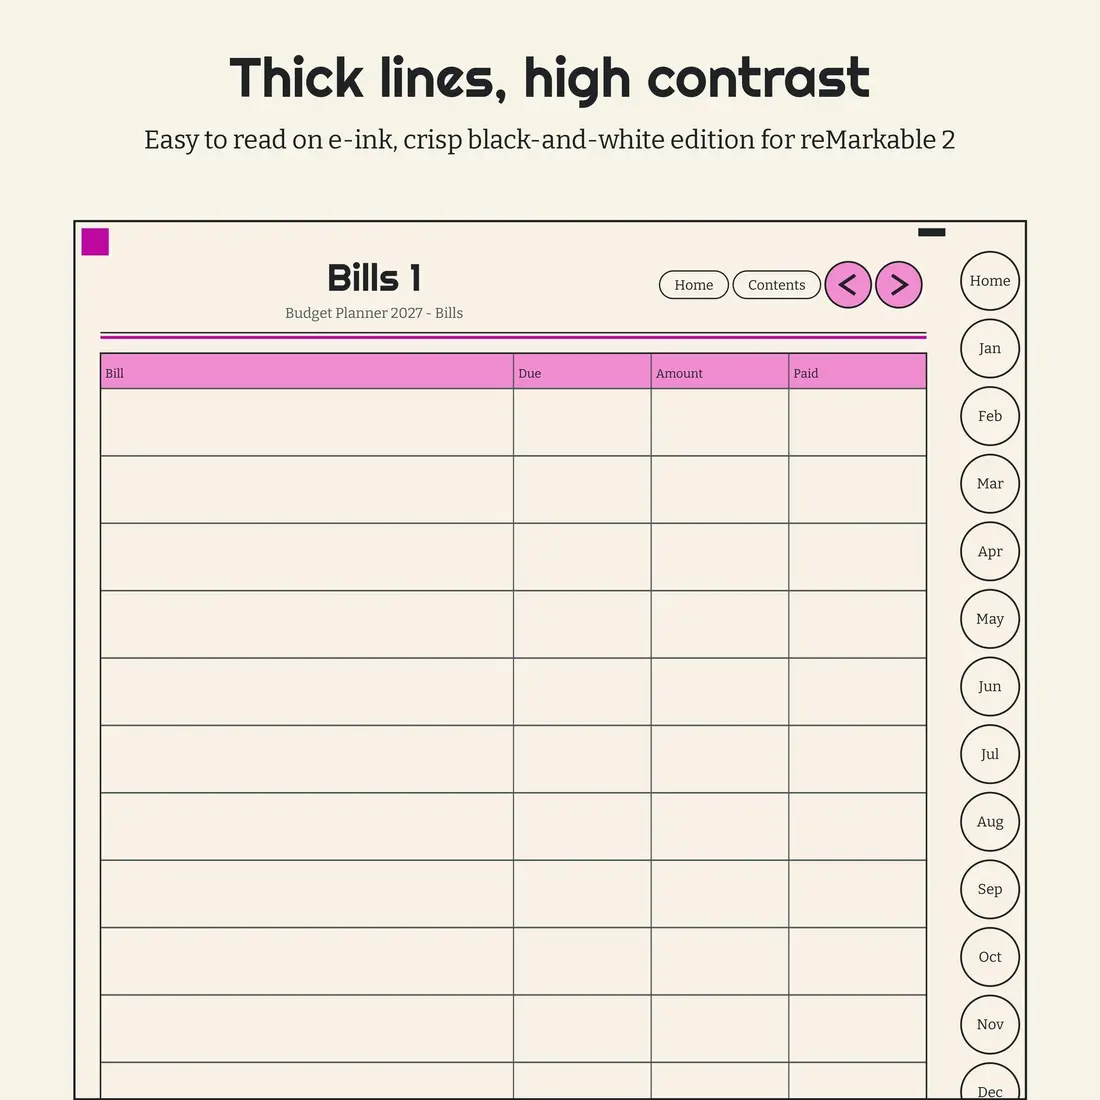 Thick lines, high contrast
Easy to read on e-ink, crisp black-and-white edition for reMarkable 2
Bills 1
Budget Planner 2027 - Bills
Home
Contents
<
>
Bill
Due
Amount
Paid
Home
Jan
Feb
Mar
Apr
May
Jun
Jul
Aug
Sep
Oct
Nov
Dec